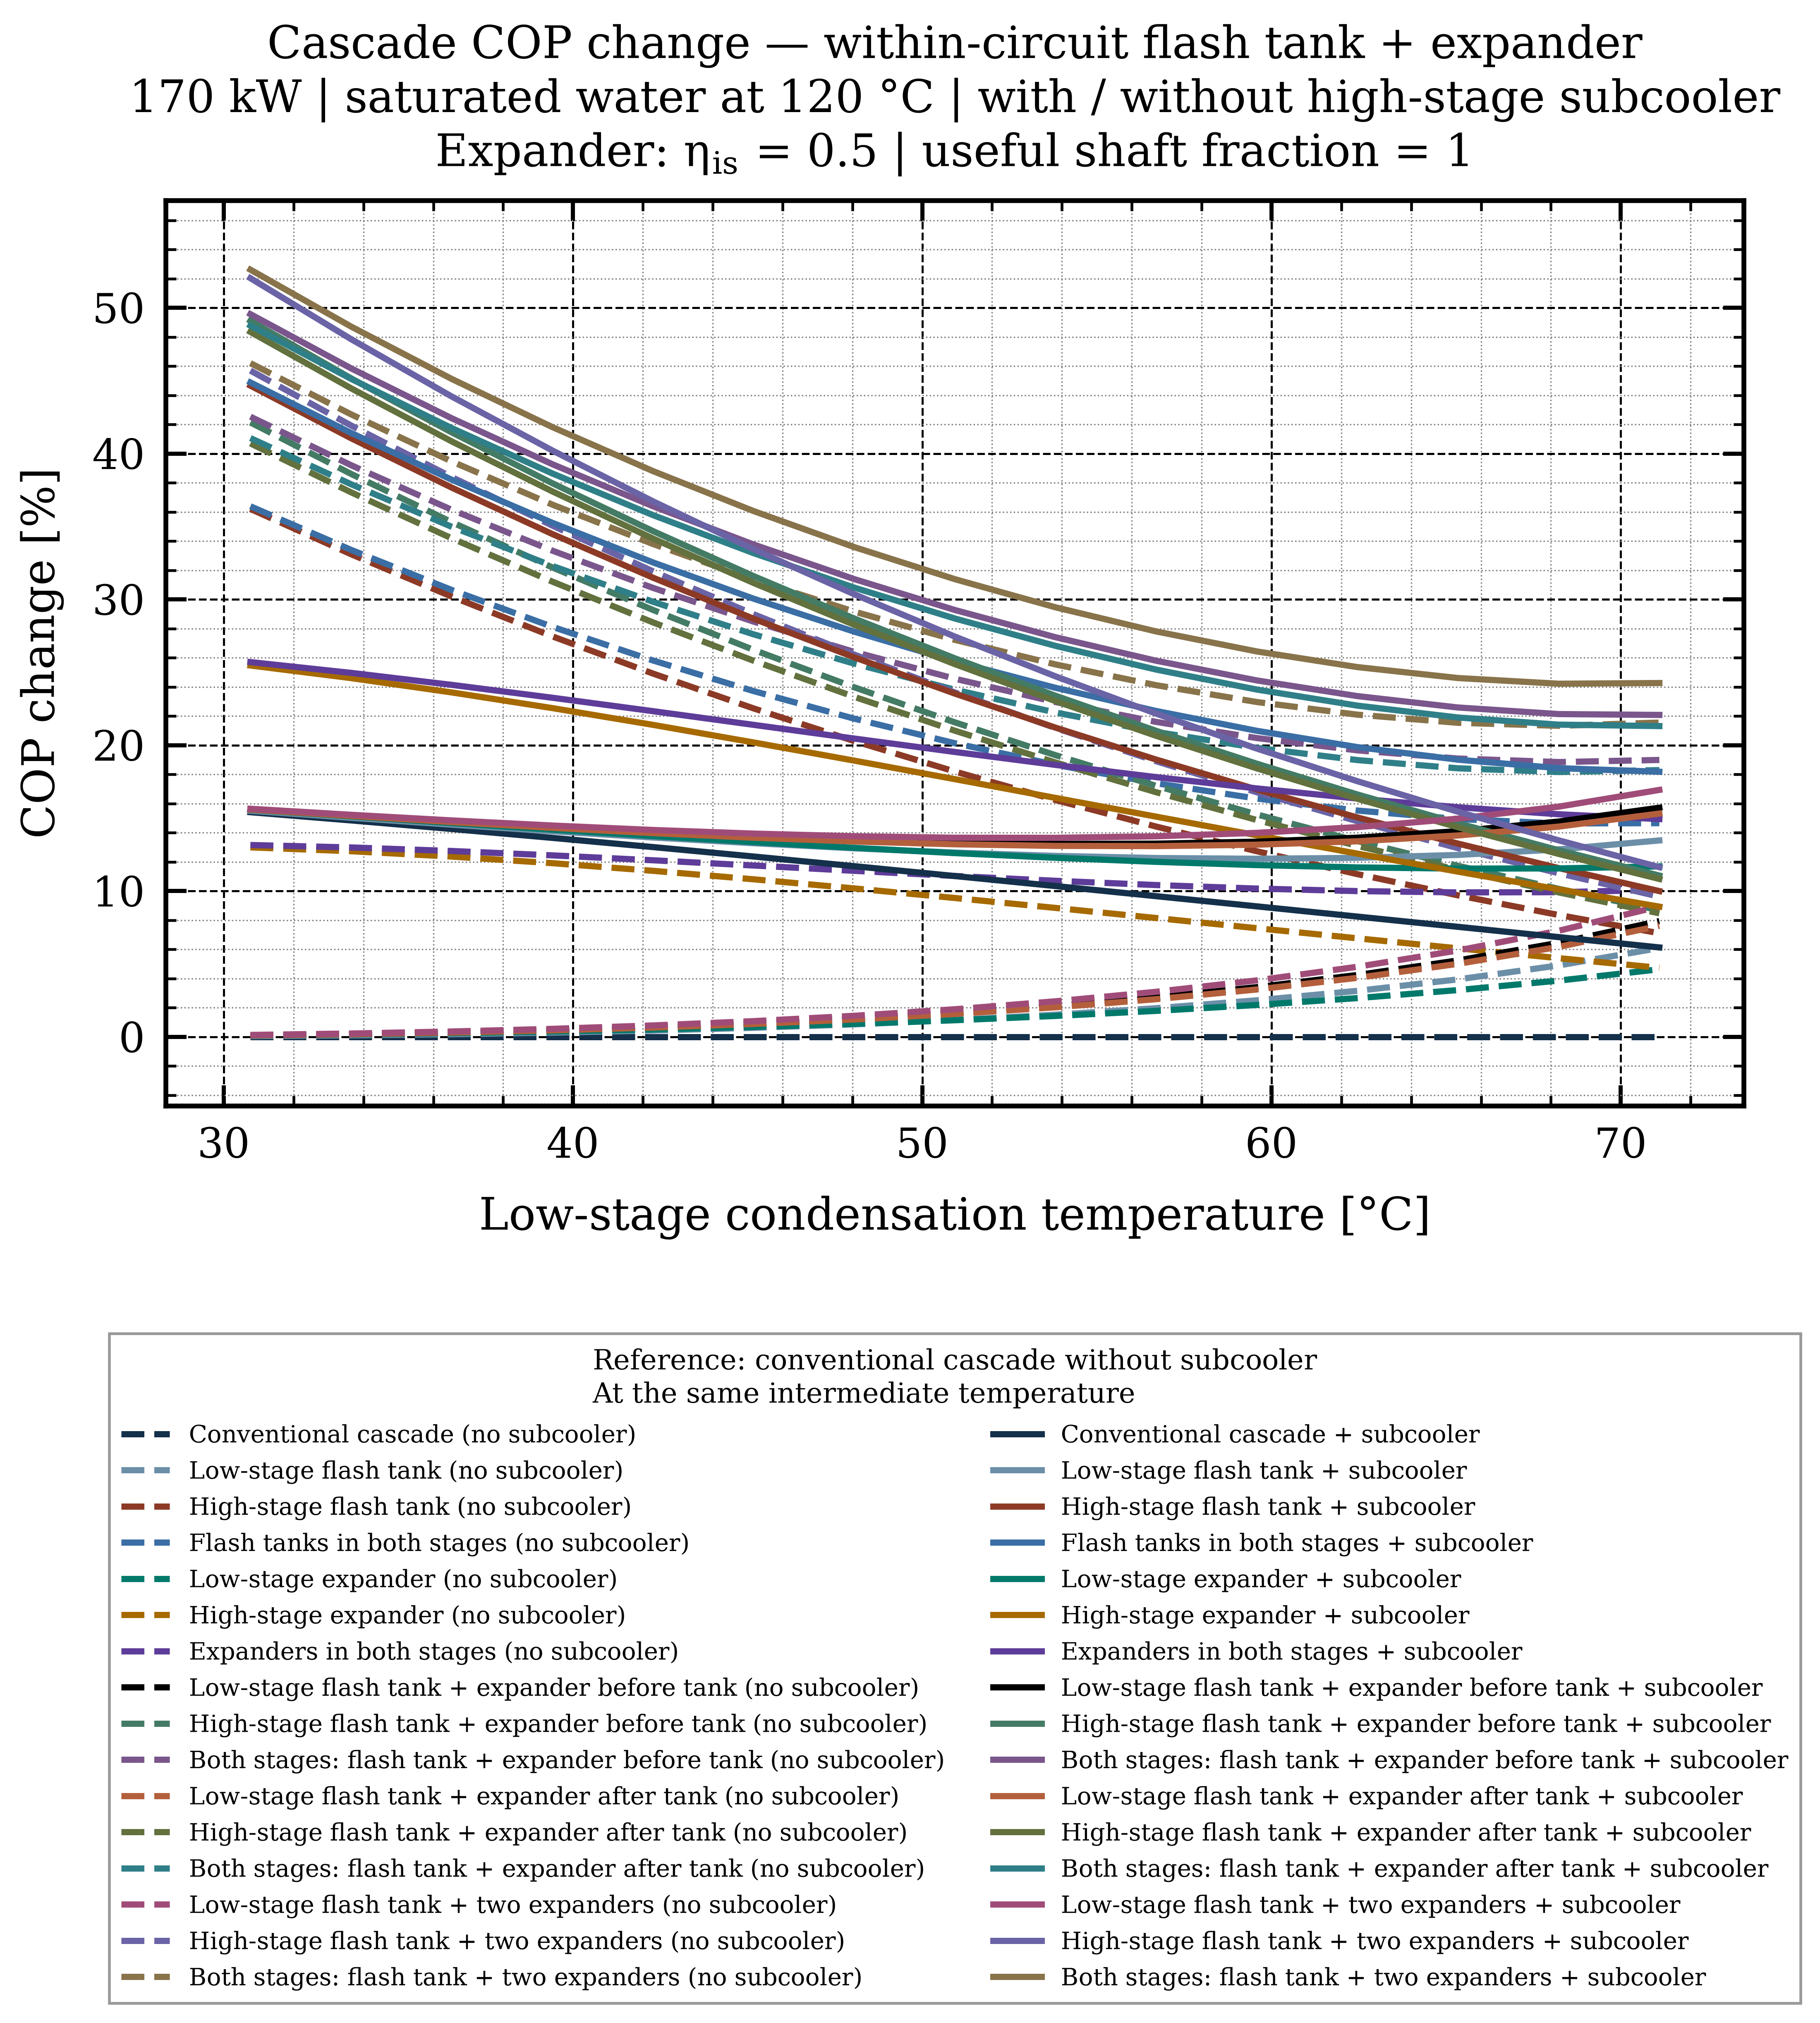 Cascade COP change — within-circuit flash tank + expander
170 kW | saturated water at 120 °C | with / without high-stage subcooler
Expander: ηis = 0.5 | useful shaft fraction = 1
COP change [%]
50
40
30
20
10
0
30 40 50 60 70
Low-stage condensation temperature [°C]
Reference: conventional cascade without subcooler
At the same intermediate temperature
Conventional cascade (no subcooler)
Low-stage flash tank (no subcooler)
High-stage flash tank (no subcooler)
Flash tanks in both stages (no subcooler)
Low-stage expander (no subcooler)
High-stage expander (no subcooler)
Expanders in both stages (no subcooler)
Low-stage flash tank + expander before tank (no subcooler)
High-stage flash tank + expander before tank (no subcooler)
Both stages: flash tank + expander before tank (no subcooler)
Low-stage flash tank + expander after tank (no subcooler)
High-stage flash tank + expander after tank (no subcooler)
Both stages: flash tank + expander after tank (no subcooler)
Low-stage flash tank + two expanders (no subcooler)
High-stage flash tank + two expanders (no subcooler)
Both stages: flash tank + two expanders (no subcooler)
Conventional cascade + subcooler
Low-stage flash tank + subcooler
High-stage flash tank + subcooler
Flash tanks in both stages + subcooler
Low-stage expander + subcooler
High-stage expander + subcooler
Expanders in both stages + subcooler
Low-stage flash tank + expander before tank + subcooler
High-stage flash tank + expander before tank + subcooler
Both stages: flash tank + expander before tank + subcooler
Low-stage flash tank + expander after tank + subcooler
High-stage flash tank + expander after tank + subcooler
Both stages: flash tank + expander after tank + subcooler
Low-stage flash tank + two expanders + subcooler
High-stage flash tank + two expanders + subcooler
Both stages: flash tank + two expanders + subcooler